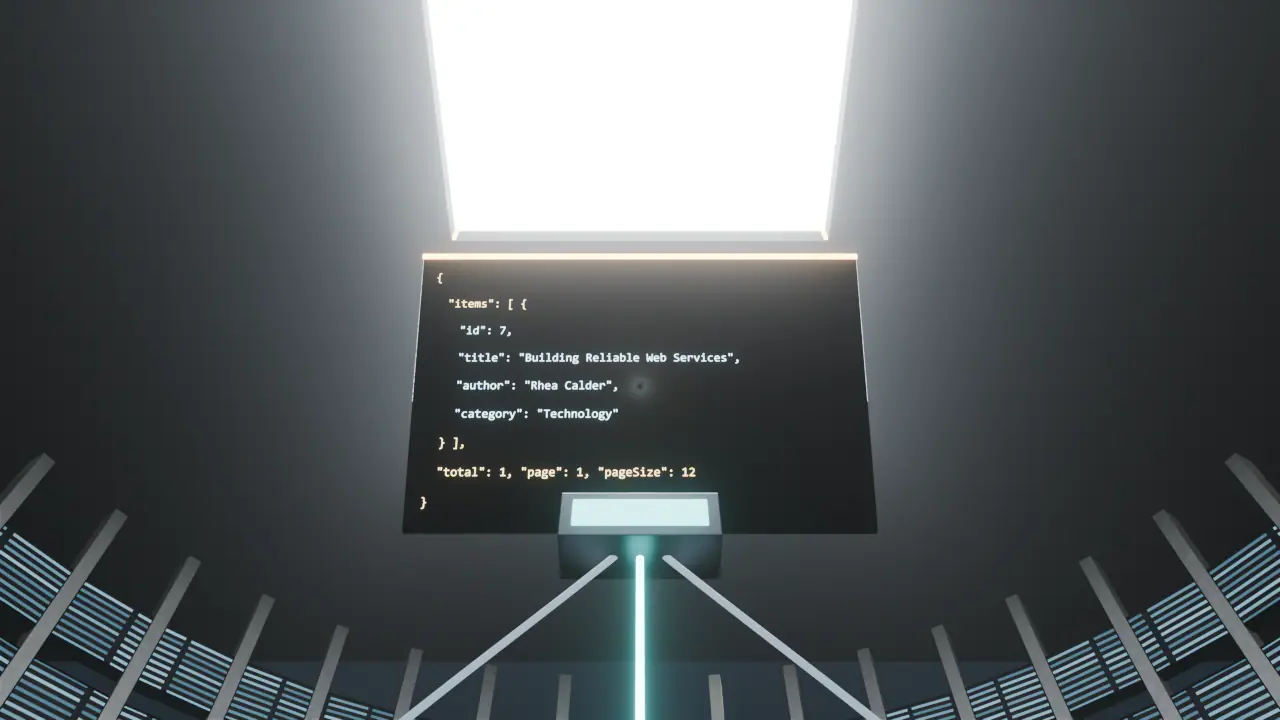 {
"items": [ {
"id": 7,
"title": "Building Reliable Web Services",
"author": "Rhea Calder",
"category": "Technology"
} ],
"total": 1, "page": 1, "pageSize": 12
}